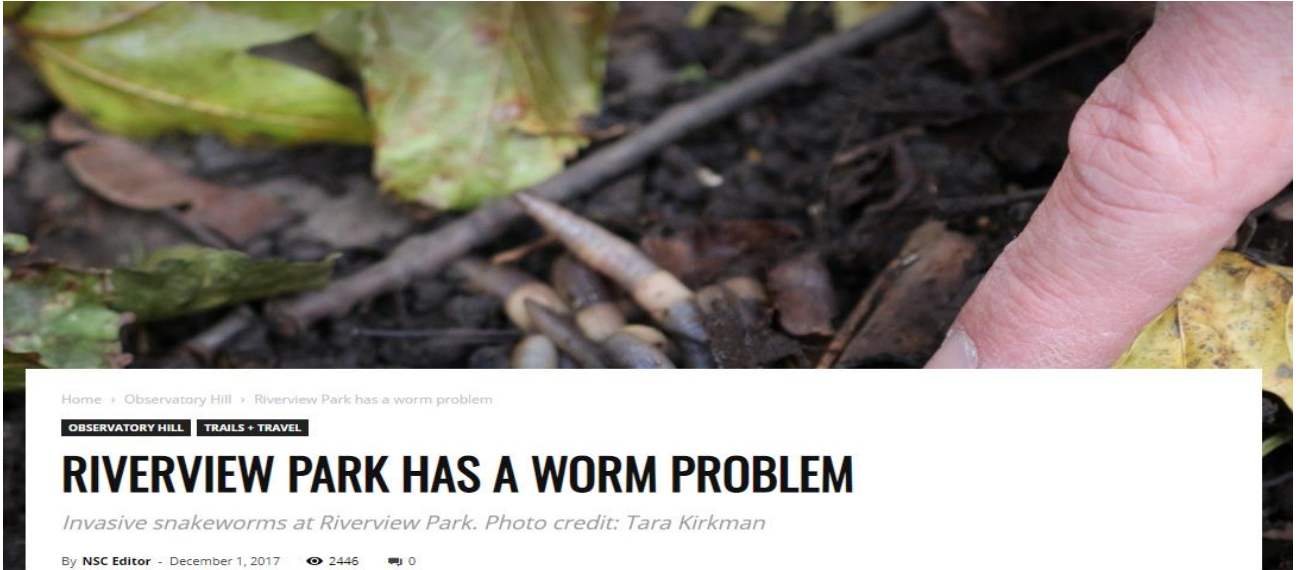 Home › Observatory Hill › Riverview Park has a worm problem
OBSERVATORY HILL TRAILS + TRAVEL
RIVERVIEW PARK HAS A WORM PROBLEM
Invasive snakeworms at Riverview Park. Photo credit: Tara Kirkman
By NSC Editor - December 1, 2017 2446 0